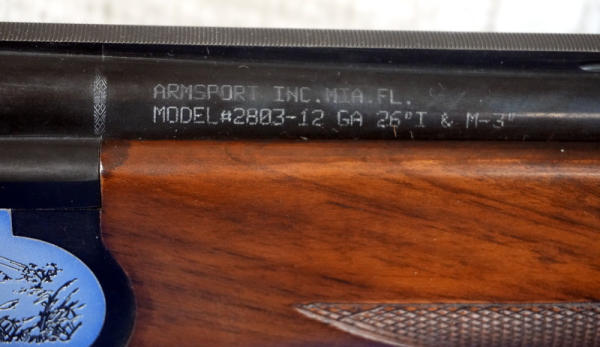 ARMSPORT INC.MIA.FL.
MODEL#2803-12 GA 26"I & M-3"